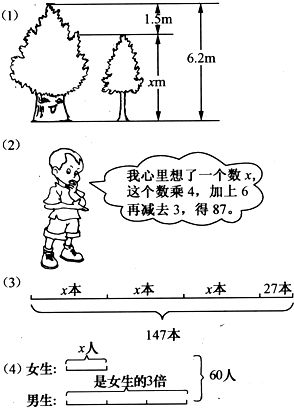 (1)
1.5m
xm
6.2m
(2)
我心里想了一个数 x,
这个数乘 4，加上 6
再减去 3，得 87。
(3)
x本 x本 x本 27本
147本
x人
(4) 女生:
是女生的3倍
60人
男生: